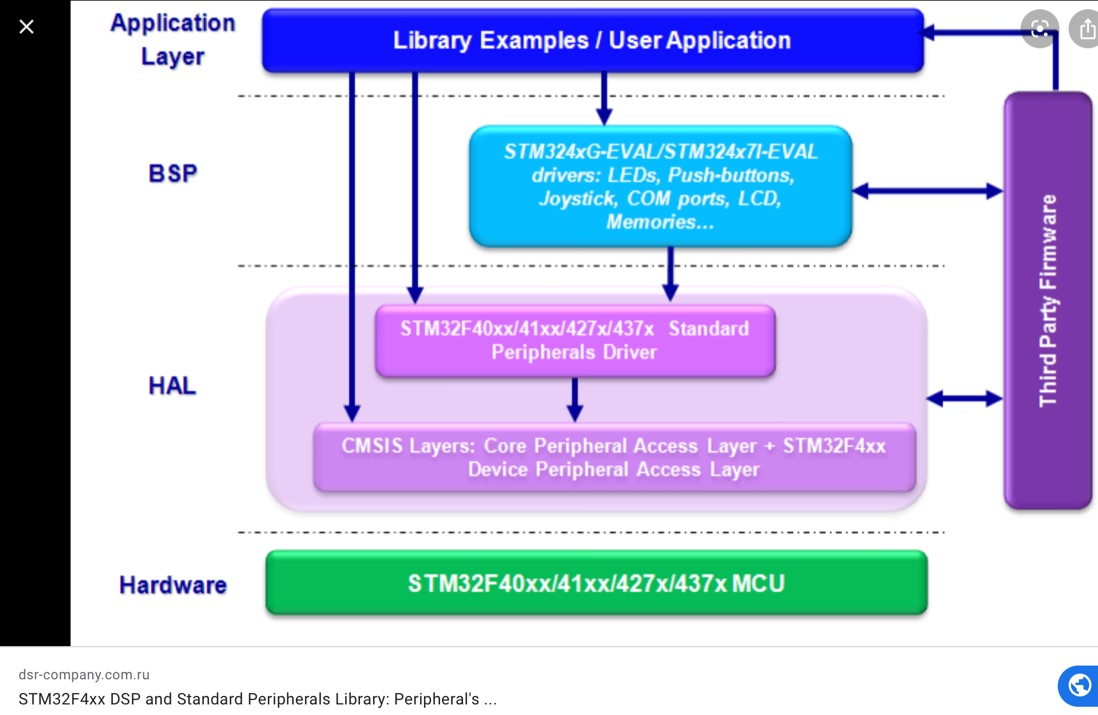 Application
Layer
Library Examples / User Application
BSP
STM324xG-EVAL/STM324x7I-EVAL
drivers: LEDs, Push-buttons,
Joystick, COM ports, LCD,
Memories...
Third Party Firmware
HAL
STM32F40xx/41xx/427x/437x Standard
Peripherals Driver
CMSIS Layers: Core Peripheral Access Layer + STM32F4xx
Device Peripheral Access Layer
Hardware
STM32F40xx/41xx/427x/437x MCU
dsr-company.com.ru
STM32F4xx DSP and Standard Peripherals Library: Peripheral's ...